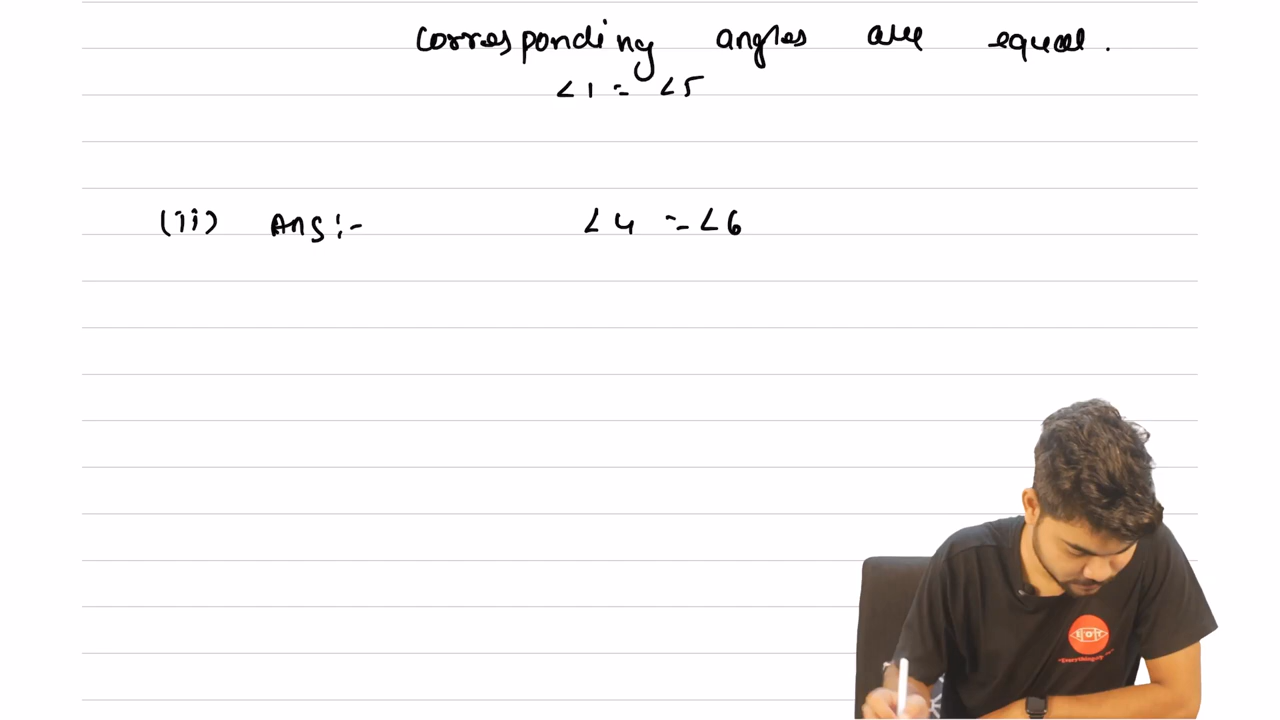 corresponding angles are equal.
∠1 = ∠5
(ii) Ans:- ∠4 = ∠6